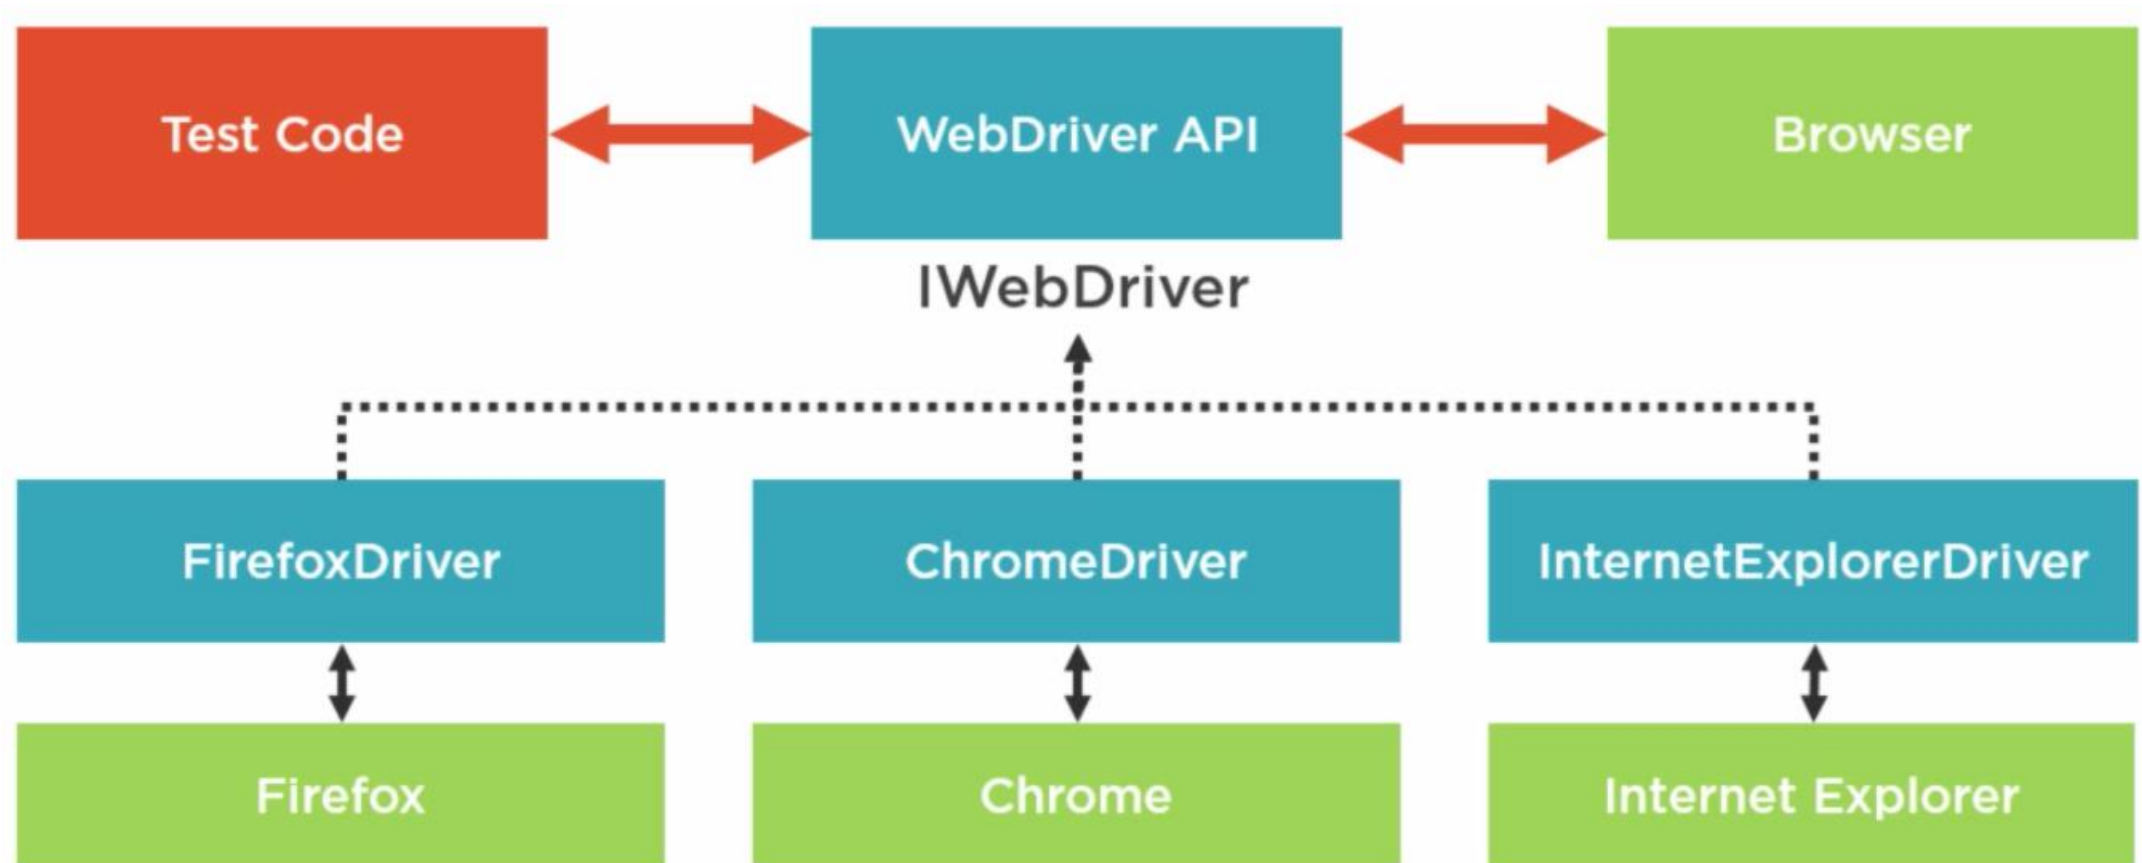 Test Code
WebDriver API
Browser
IWebDriver
FirefoxDriver
ChromeDriver
InternetExplorerDriver
Firefox
Chrome
Internet Explorer